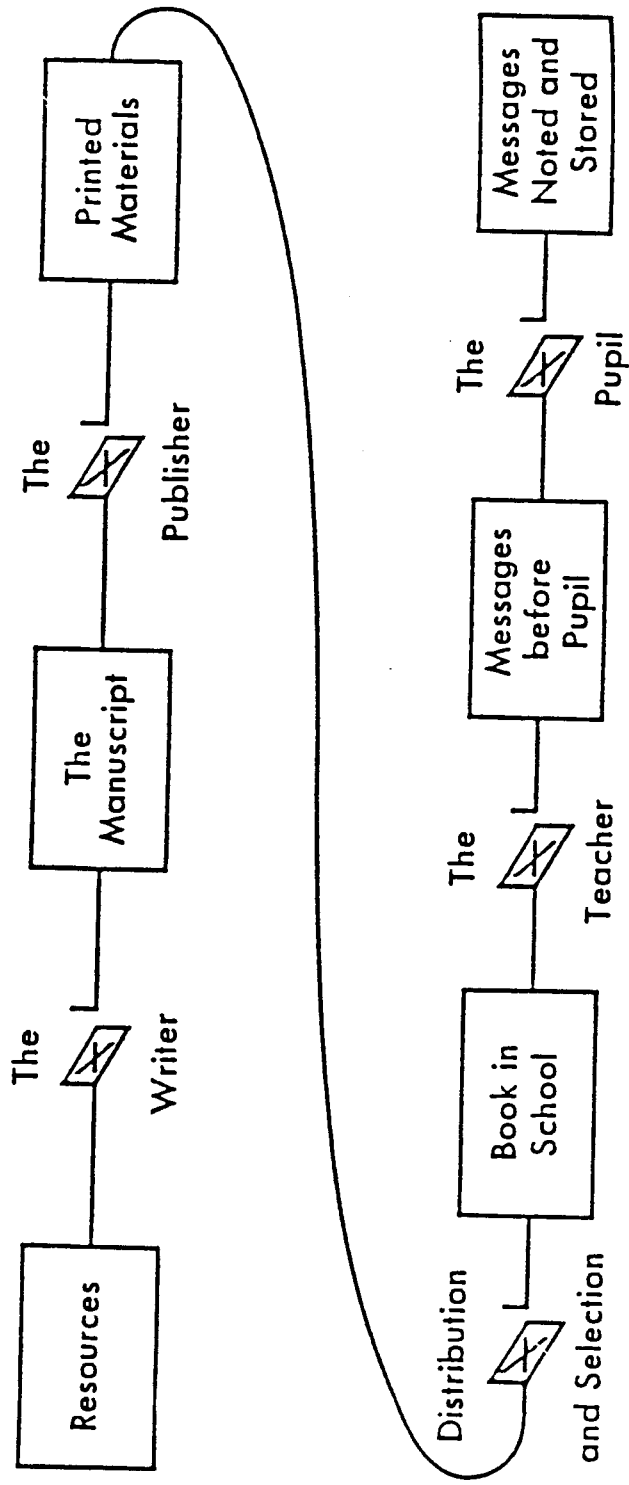 Resources
The
Writer
The
Manuscript
The
Publisher
Printed
Materials
Distribution
and Selection
Book in
School
The
Teacher
Messages
before
Pupil
The
Pupil
Messages
Noted and
Stored